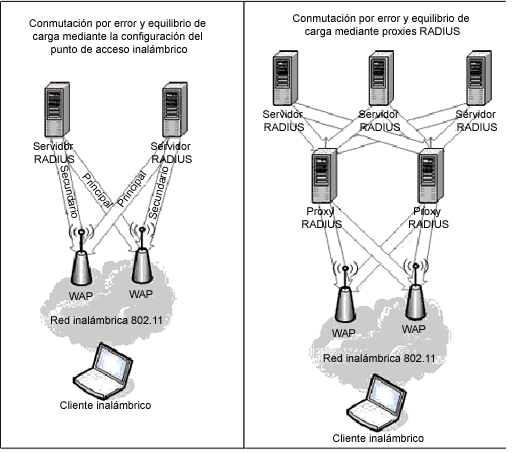 Conmutación por error y equilibrio de
carga mediante la configuración del
punto de acceso inalámbrico
Servidor
RADIUS
Servidor
RADIUS
Secundario
Principal
Principal
Secundario
WAP
WAP
Red inalámbrica 802.11
Cliente inalámbrico
Conmutación por error y equilibrio de
carga mediante proxies RADIUS
Servidor
RADIUS
Servidor
RADIUS
Servidor
RADIUS
Proxy
RADIUS
Proxy
RADIUS
WAP
WAP
Red inalámbrica 802.11
Cliente inalámbrico